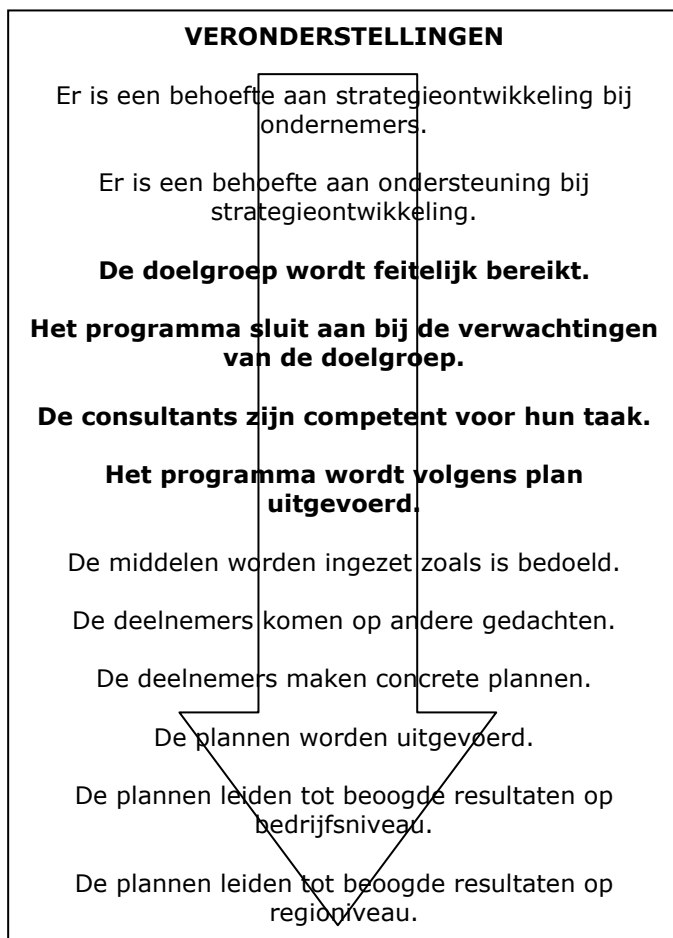 VERONDERSTELLINGEN
Er is een behoefte aan strategieontwikkeling bij
ondernemers.
Er is een behoefte aan ondersteuning bij
strategieontwikkeling.
De doelgroep wordt feitelijk bereikt.
Het programma sluit aan bij de verwachtingen
van de doelgroep.
De consultants zijn competent voor hun taak.
Het programma wordt volgens plan
uitgevoerd.
De middelen worden ingezet zoals is bedoeld.
De deelnemers komen op andere gedachten.
De deelnemers maken concrete plannen.
De plannen worden uitgevoerd.
De plannen leiden tot beoogde resultaten op
bedrijfsniveau.
De plannen leiden tot beoogde resultaten op
regioniveau.